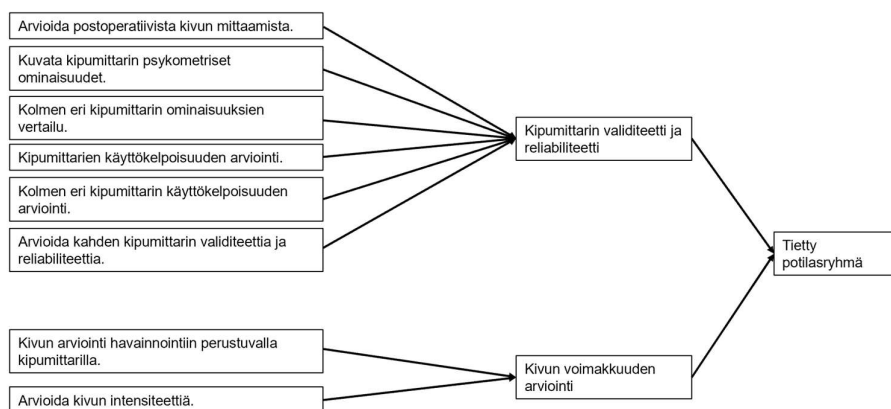 Arvioida postoperatiivista kivun mittaamista.
Kuvata kipumittarin psykometriset
ominaisuudet.
Kolmen eri kipumittarin ominaisuuksien
vertailu.
Kipumittarien käyttökelpoisuuden arviointi.
Kolmen eri kipumittarin käyttökelpoisuuden
arviointi.
Arvioida kahden kipumittarin validiteettia ja
reliabiliteettia.
Kipumittarin validiteetti ja
reliabiliteetti
Tietty
potilasryhmä
Kivun arviointi havainnointiin perustuvalla
kipumittarilla.
Arvioida kivun intensiteettiä.
Kivun voimakkuuden
arviointi